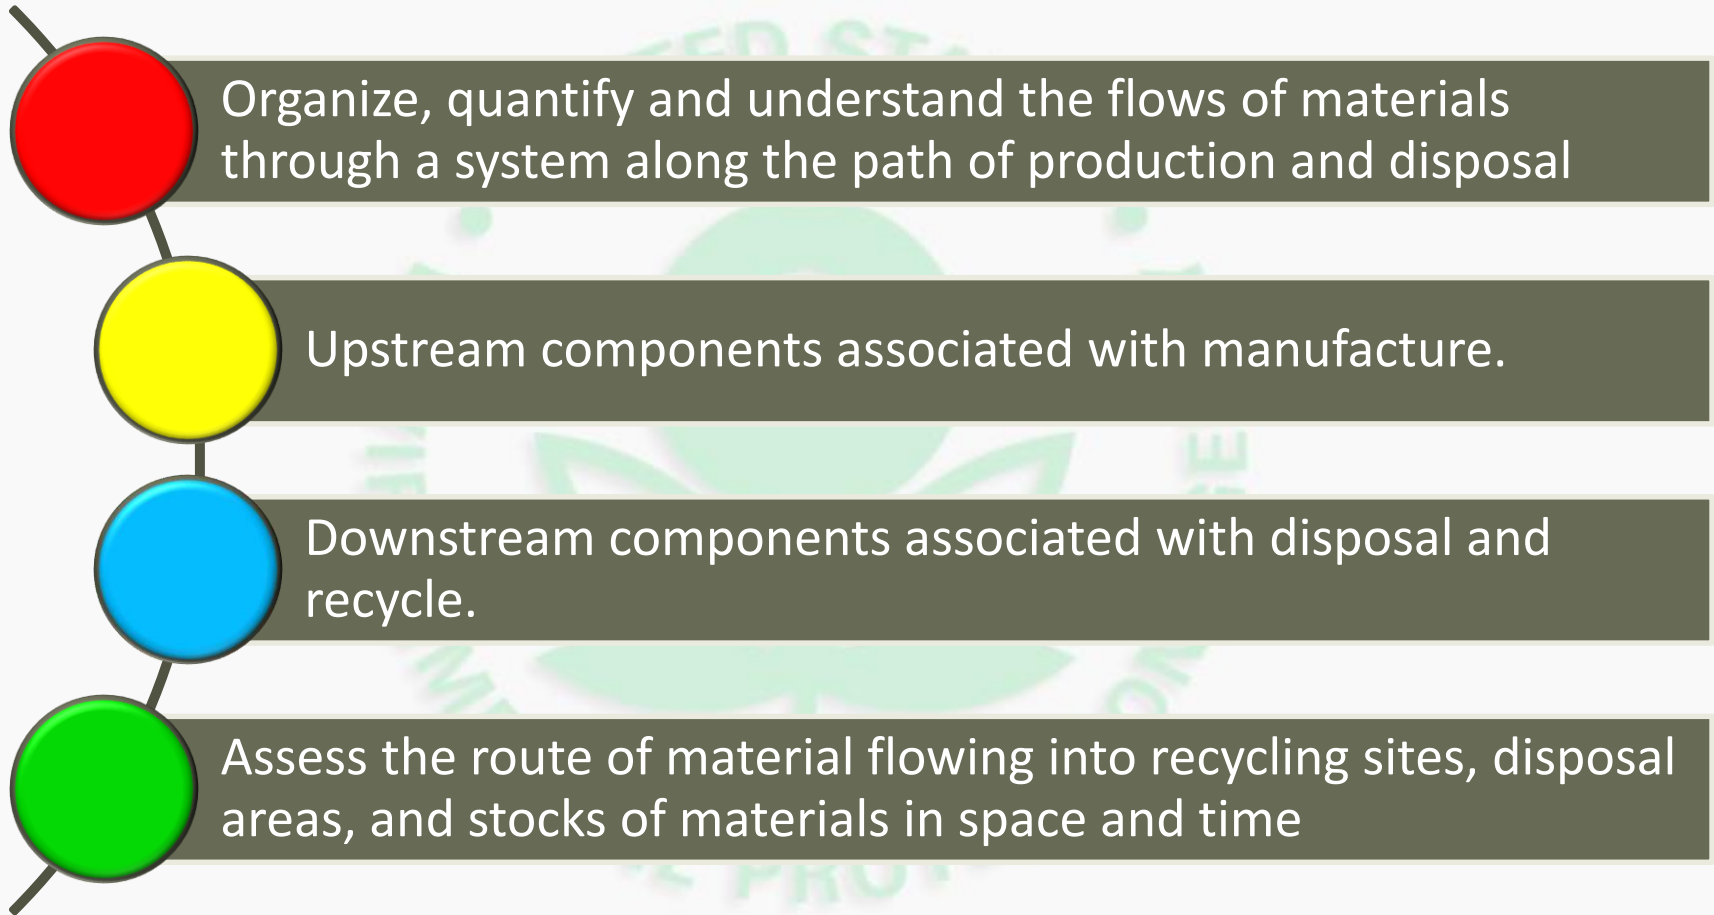 Organize, quantify and understand the flows of materials
through a system along the path of production and disposal
Upstream components associated with manufacture.
Downstream components associated with disposal and
recycle.
Assess the route of material flowing into recycling sites, disposal
areas, and stocks of materials in space and time